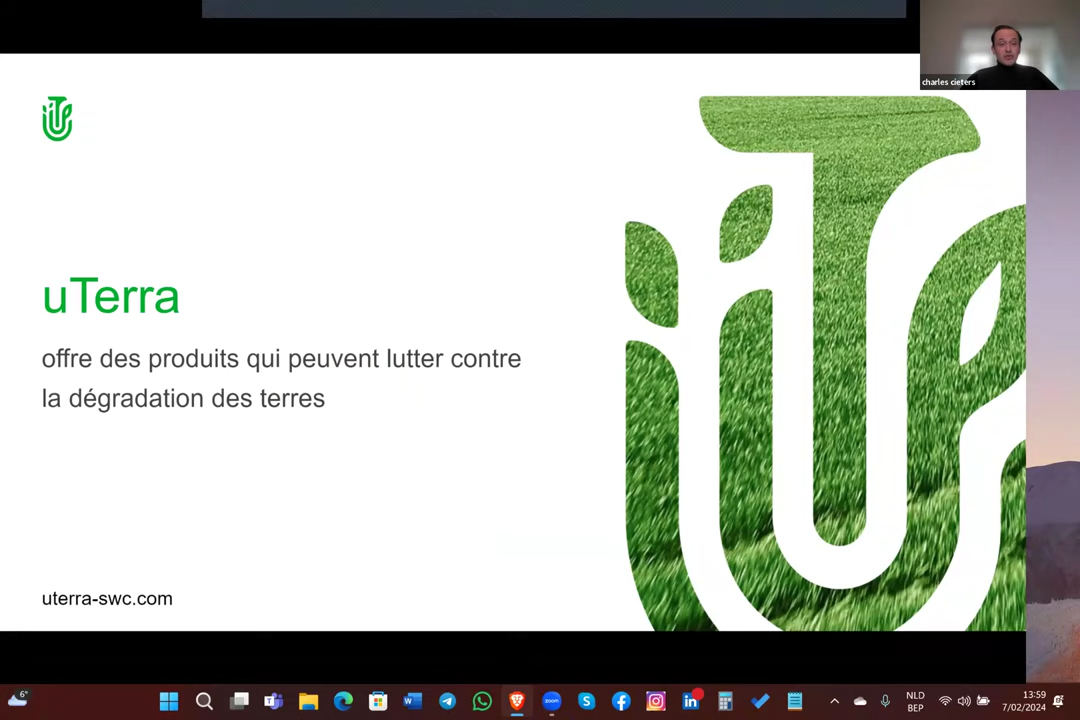 charles cieters
uTerra
offre des produits qui peuvent lutter contre
la dégradation des terres
uterra-swc.com
6°
NLD
BEP
13:59
7/02/2024